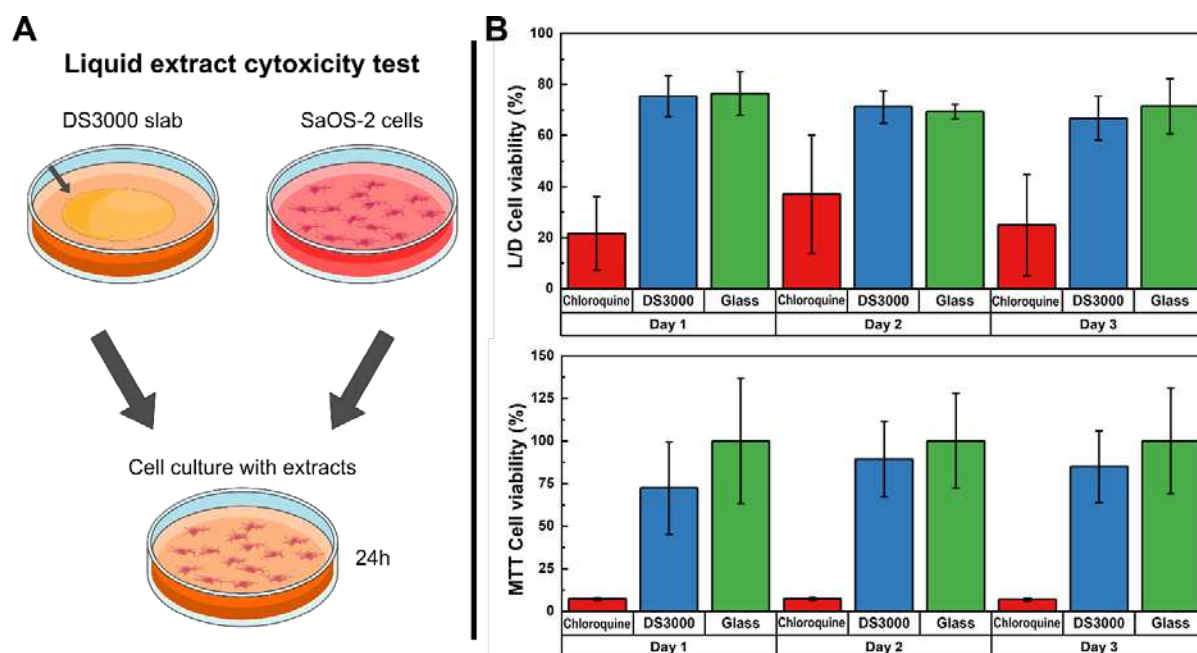 A
Liquid extract cytoxicity test
DS3000 slab
SaOS-2 cells
Cell culture with extracts
24h
B
L/D Cell viability (%)
100
80
60
40
20
0
Chloroquine DS3000 Glass Chloroquine DS3000 Glass Chloroquine DS3000 Glass
Day 1 Day 2 Day 3
MTT Cell viability (%)
150
125
100
75
50
25
0
Chloroquine DS3000 Glass Chloroquine DS3000 Glass Chloroquine DS3000 Glass
Day 1 Day 2 Day 3